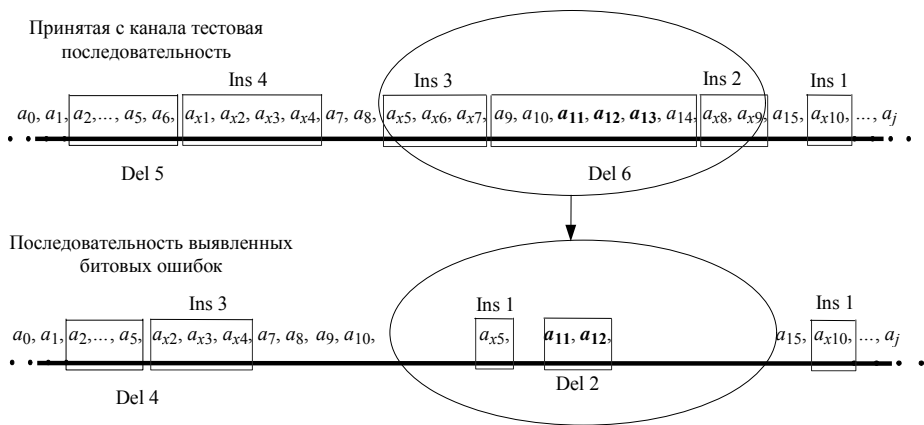 Принятая с канала тестовая
последовательность
Ins 4 Ins 3 Ins 2 Ins 1
a0, a1, a2,..., a5, a6, ax1, ax2, ax3, ax4, a7, a8, ax5, ax6, ax7, a9, a10, a11, a12, a13, a14, ax8, ax9, a15, ax10, ..., aj
Del 5 Del 6
Последовательность выявленных
битовых ошибок
Ins 3 Ins 1 Ins 1
a0, a1, a2,..., a5, ax2, ax3, ax4, a7, a8, a9, a10, ax5, a11, a12, a15, ax10, ..., aj
Del 4 Del 2